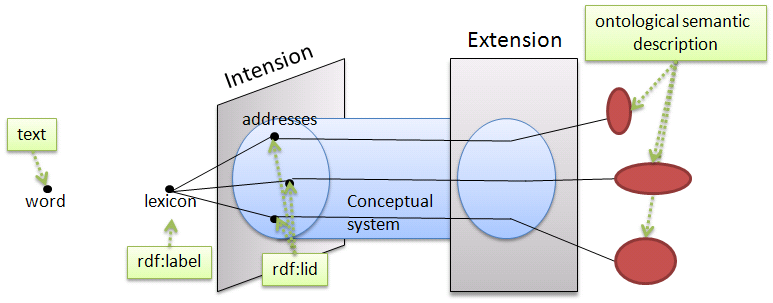 ontological semantic
description
Extension
Intension
addresses
text
word
lexicon
Conceptual
system
rdf:label
rdf:lid